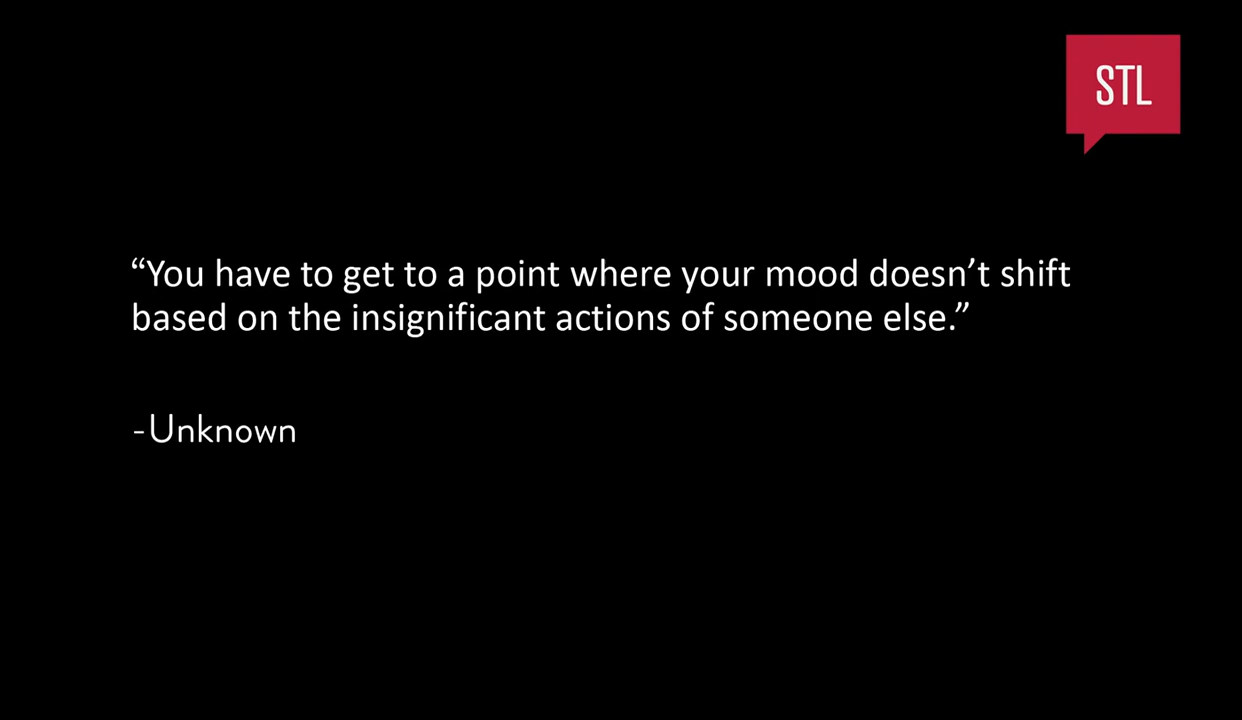 STL
“You have to get to a point where your mood doesn’t shift
based on the insignificant actions of someone else.”
-Unknown